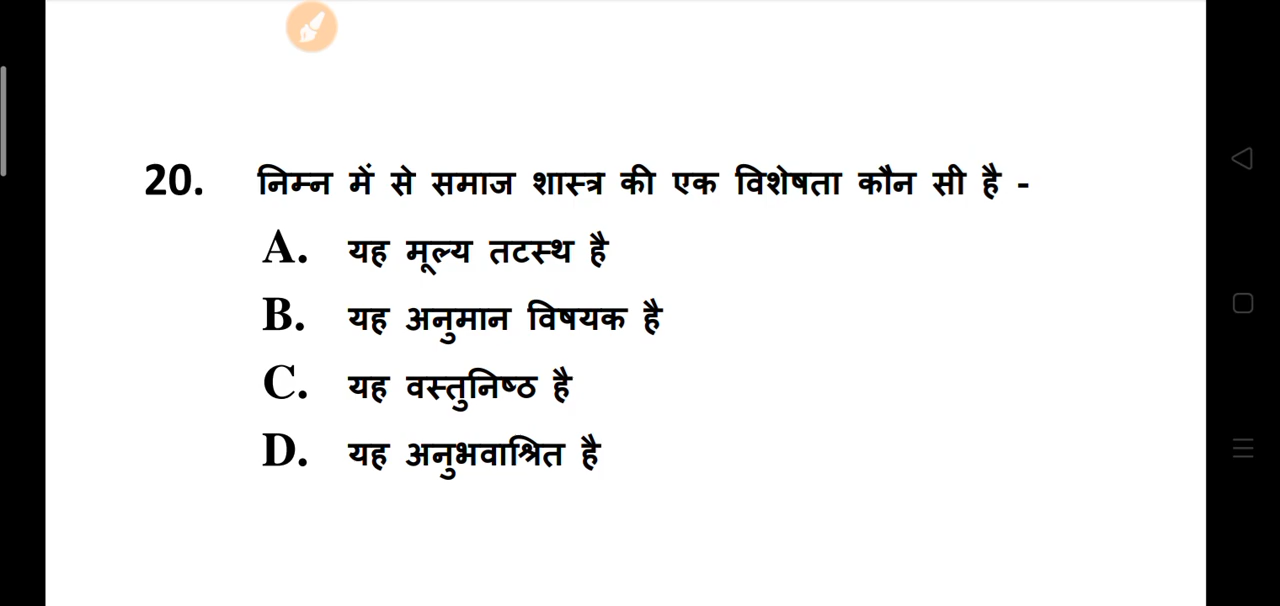 20. निम्न में से समाज शास्त्र की एक विशेषता कौन सी है -
A. यह मूल्य तटस्थ है
B. यह अनुमान विषयक है
C. यह वस्तुनिष्ठ है
D. यह अनुभवाश्रित है